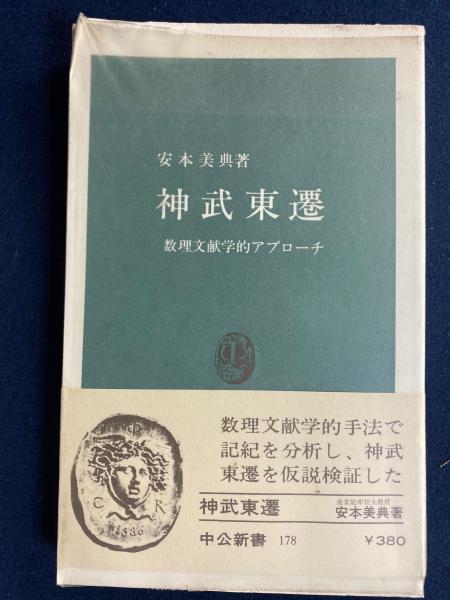 安本美典著
神武東遷
数理文献学的アプローチ
数理文献学的手法で
記紀を分析し、神武
東遷を仮説検証した
神武東遷
産業能率短大教授
安本美典著
中公新書 178 ¥380
Φ
C R
1886